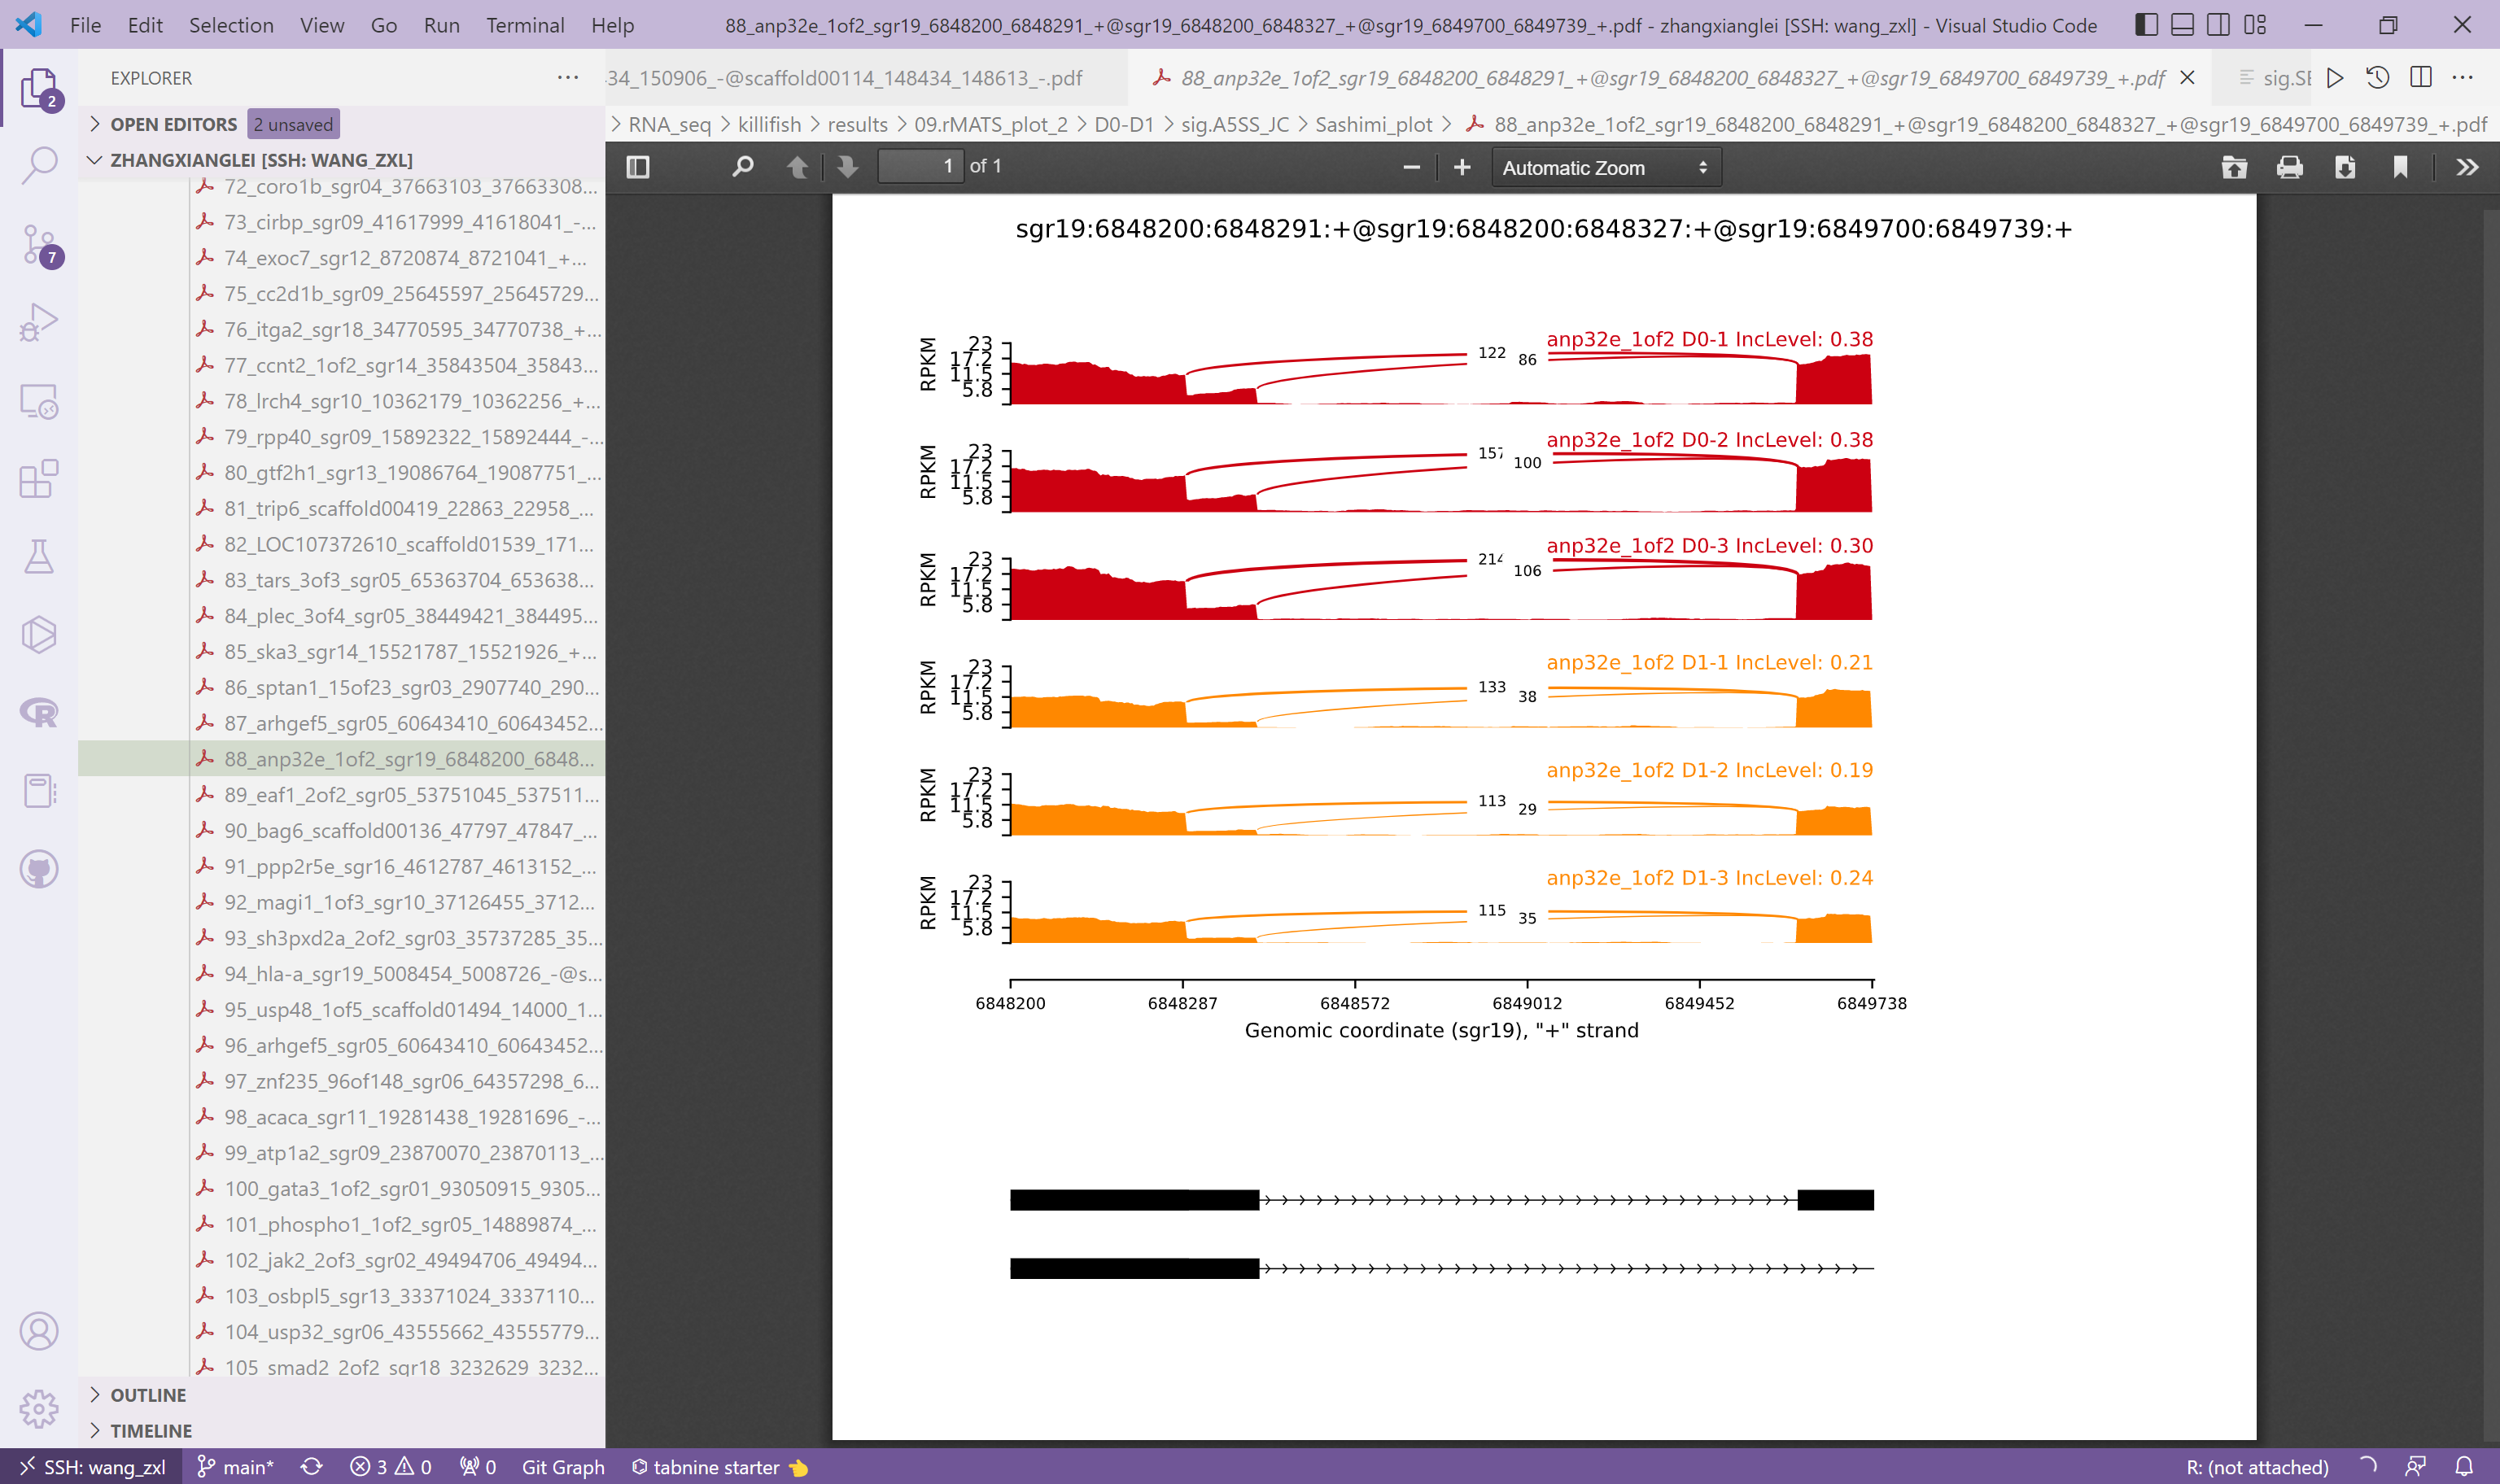 File Edit Selection View Go Run Terminal Help
88_anp32e_1of2_sgr19_6848200_6848291_+@sgr19_6848200_6848327_+@sgr19_6849700_6849739_+.pdf - zhangxianglei [SSH: wang_zxl] - Visual Studio Code
EXPLORER
34_150906_-@scaffold00114_148434_148613_-.pdf
88_anp32e_1of2_sgr19_6848200_6848291_+@sgr19_6848200_6848327_+@sgr19_6849700_6849739_+.pdf
sig.SE
OPEN EDITORS 2 unsaved
RNA_seq > killifish > results > 09.rMATS_plot_2 > D0-D1 > sig.A5SS_JC > Sashimi_plot > 88_anp32e_1of2_sgr19_6848200_6848291_+@sgr19_6848200_6848327_+@sgr19_6849700_6849739_+.pdf
ZHANGXIANGLEI [SSH: WANG_ZXL]
1 of 1
Automatic Zoom
2
7
72_coro1b_sgr04_37663103_37663308...
73_cirbp_sgr09_41617999_41618041_-...
74_exoc7_sgr12_8720874_8721041_+...
75_cc2d1b_sgr09_25645597_25645729...
76_itga2_sgr18_34770595_34770738_+...
77_ccnt2_1of2_sgr14_35843504_35843...
78_lrch4_sgr10_10362179_10362256_+...
79_rpp40_sgr09_15892322_15892444_-...
80_gtf2h1_sgr13_19086764_19087751_...
81_trip6_scaffold00419_22863_22958_...
82_LOC107372610_scaffold01539_171...
83_tars_3of3_sgr05_65363704_653638...
84_plec_3of4_sgr05_38449421_384495...
85_ska3_sgr14_15521787_15521926_+...
86_sptan1_15of23_sgr03_2907740_290...
87_arhgef5_sgr05_60643410_60643452...
88_anp32e_1of2_sgr19_6848200_6848...
89_eaf1_2of2_sgr05_53751045_537511...
90_bag6_scaffold00136_47797_47847_...
91_ppp2r5e_sgr16_4612787_4613152_...
92_magi1_1of3_sgr10_37126455_3712...
93_sh3pxd2a_2of2_sgr03_35737285_35...
94_hla-a_sgr19_5008454_5008726_-@s...
95_usp48_1of5_scaffold01494_14000_1...
96_arhgef5_sgr05_60643410_60643452...
97_znf235_96of148_sgr06_64357298_6...
98_acaca_sgr11_19281438_19281696_-...
99_atp1a2_sgr09_23870070_23870113_...
100_gata3_1of2_sgr01_93050915_9305...
101_phospho1_1of2_sgr05_14889874_...
102_jak2_2of3_sgr02_49494706_49494...
103_osbpl5_sgr13_33371024_3337110...
104_usp32_sgr06_43555662_43555779...
105_smad2_2of2_sgr18_3232629_3232...
OUTLINE
TIMELINE
sgr19:6848200:6848291:+@sgr19:6848200:6848327:+@sgr19:6849700:6849739:+
RPKM
23
17.2
11.5
5.8
122
86
anp32e_1of2 D0-1 IncLevel: 0.38
RPKM
23
17.2
11.5
5.8
157
100
anp32e_1of2 D0-2 IncLevel: 0.38
RPKM
23
17.2
11.5
5.8
214
106
anp32e_1of2 D0-3 IncLevel: 0.30
RPKM
23
17.2
11.5
5.8
133
38
anp32e_1of2 D1-1 IncLevel: 0.21
RPKM
23
17.2
11.5
5.8
113
29
anp32e_1of2 D1-2 IncLevel: 0.19
RPKM
23
17.2
11.5
5.8
115
35
anp32e_1of2 D1-3 IncLevel: 0.24
6848200 6848287 6848572 6849012 6849452 6849738
Genomic coordinate (sgr19), "+" strand
SSH: wang_zxl main* 3 0 0 Git Graph tabnine starter R: (not attached)